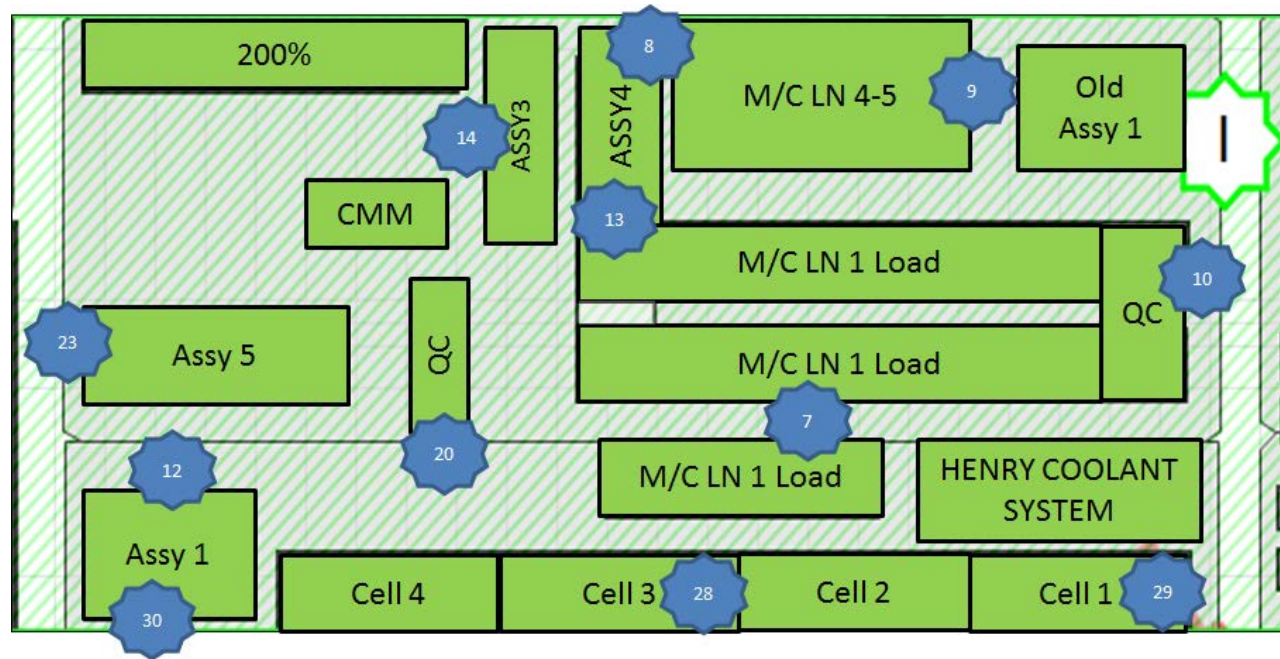 200%
ASSY3
ASSY4
8
M/C LN 4-5
9
Old
Assy 1
I
14
CMM
13
M/C LN 1 Load
10
QC
23
Assy 5
QC
M/C LN 1 Load
7
12
20
M/C LN 1 Load
HENRY COOLANT
SYSTEM
Assy 1
30
Cell 4
Cell 3
28
Cell 2
Cell 1
29